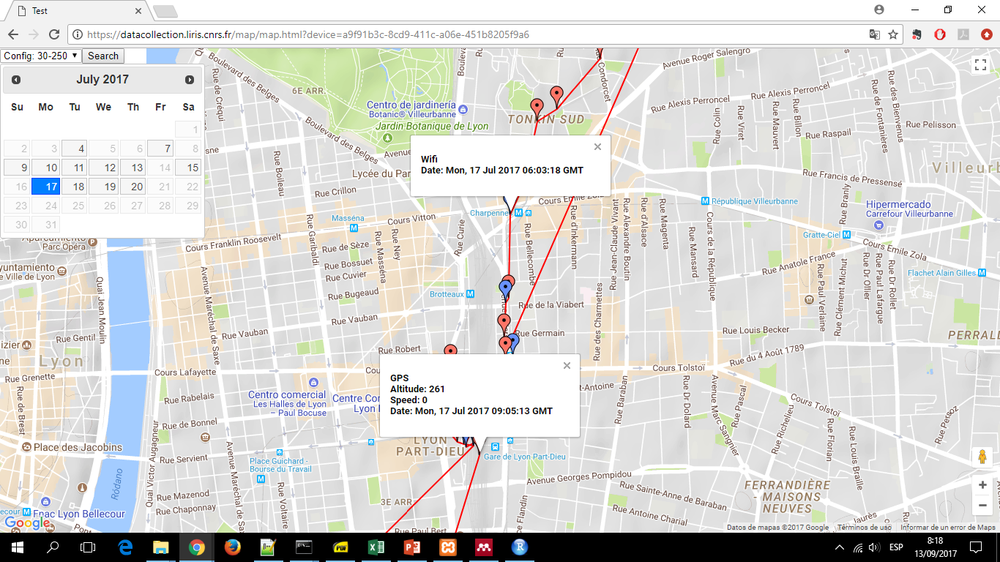 Test
https://datacollection.liris.cnrs.fr/map/map.html?device=a9f91b3c-8cd9-411c-a06e-451b8205f9a6
Config: 30-250 Search
July 2017
Su Mo Tu We Th Fr Sa
1
2 3 4 5 6 7 8
9 10 11 12 13 14 15
16 17 18 19 20 21 22
23 24 25 26 27 28 29
30 31
Rue de Créqui
Boulevard des Belges
Boulevard des Belges
6E ARR.
Centro de jardinería
Botanic® Villeurbanne
Jardin Botanique de Lyon
TONKIN SUD
Condorcet
Avenue Roger Salengro
Rue Alexis Perroncel
Rue Alexis Perroncel
Rue Coli
Rue Viret
Rue Mauvert
Rue Billon
Rue Raspail
Rue des Bienvenus
Rue de Fontanières
Rue Pelisson
Villeurb
Wifi
Date: Mon, 17 Jul 2017 06:03:18 GMT
Lycée du Par
Rue Boileau
Rue Crillon
Rue Francis de Pressensé
Cours Emile Zola
République Villeurbanne
Hipermercado
Carrefour Villeurbanne
Charpenne
Masséna
Cours Vitton
Cours Franklin Roosevelt
Rue Garibaldi
Rue de Sèze
Rue Bossuet
Rue Cuvier
Rue Bugeaud
Rue Vauban
Rue Vauban
Rue Masséna
Rue Ney
Rue Curie
Brotteaux
Rue Bellecombe
Rue d'Inkermann
Rue Jean-Claude Vivant
Rue Alexandre Boutin
Rue d'Alsace
Rue Magenta
Rue Mansard
Cours de la République
Rue Brany
Gratte-Ciel
Cours Emile Zola
Rue Anatole France
Flachet Alain Gilles
Rue Paul Verlaine
Rue Clément Michut
Rue Dr Ollier
Rue Paul Lafargue
Rue Dr Rollet
Apartamiento
Parc Opéra
yuntamiento
e Ville de Lyon
Quai Jean Moulin
Avenue Maréchal de Saxe
Rue de la Viabert
Rue Germain
Rue des Charmettes
Rue Louis Becker
PERRALL
Rue du 4 Août 1789
Cours Tolstoï
Cours Tolstoï
Rue Robert
Rue Gentil
Lyon
Rue Grenette
Cours Lafayette
Rue Rabelais
Centro comercial
Les Halles de Lyon
– Paul Bocuse
Centre Co
Lyon
GPS
Altitude: 261
Speed: 0
Date: Mon, 17 Jul 2017 09:05:13 GMT
t-Antoine
Rue Baraban
Rue Dr Dolard
Avenue Marc Sangnier
Rue Pascal
Rue Richelieu
Rue Florian
Rue Louis Braille
Rue Persoz
Rue de Brest
Place des Jacobins
Rue de Bonnel
Rue Servient
Place Guichard -
Bourse du Travail
LYON
PART-DIEU
Gare de Lyon Part-Dieu
Avenue Georges Pompidou
Rue Sainte-Anne de Baraban
Rue Antoine Charial
FERRANDIÈRE
- MAISONS
NEUVES
Ródano
Quai Victor Augagneur
Avenue Maréchal de Saxe
Rue Mazenod
Rue Chaponnay
Rue Voltaire
3E ARR.
Rue Paul Bert
Rue Flandin
Fnac Lyon Bellecour
lecour
Google
Datos de mapas ©2017 Google
Términos de uso
Informar de un error de Maps
ESP
8:18
13/09/2017